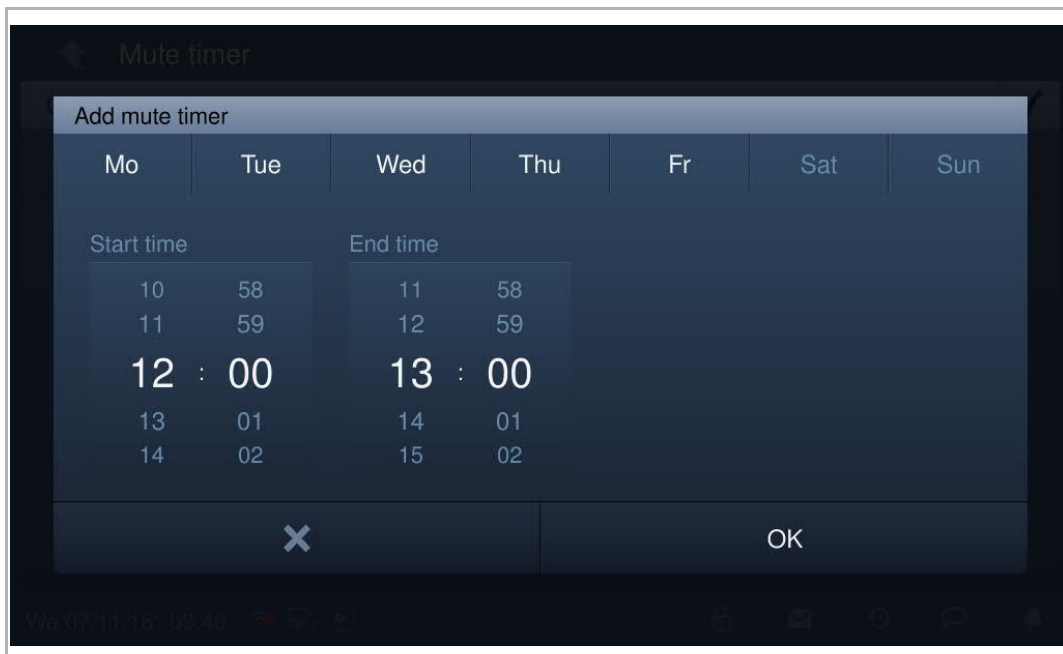 Mute timer
Add mute timer
Mo Tue Wed Thu Fr Sat Sun
Start time End time
10 58 11 58
11 59 12 59
12 : 00 13 : 00
13 01 14 01
14 02 15 02
OK
We 07/11/18 09:40